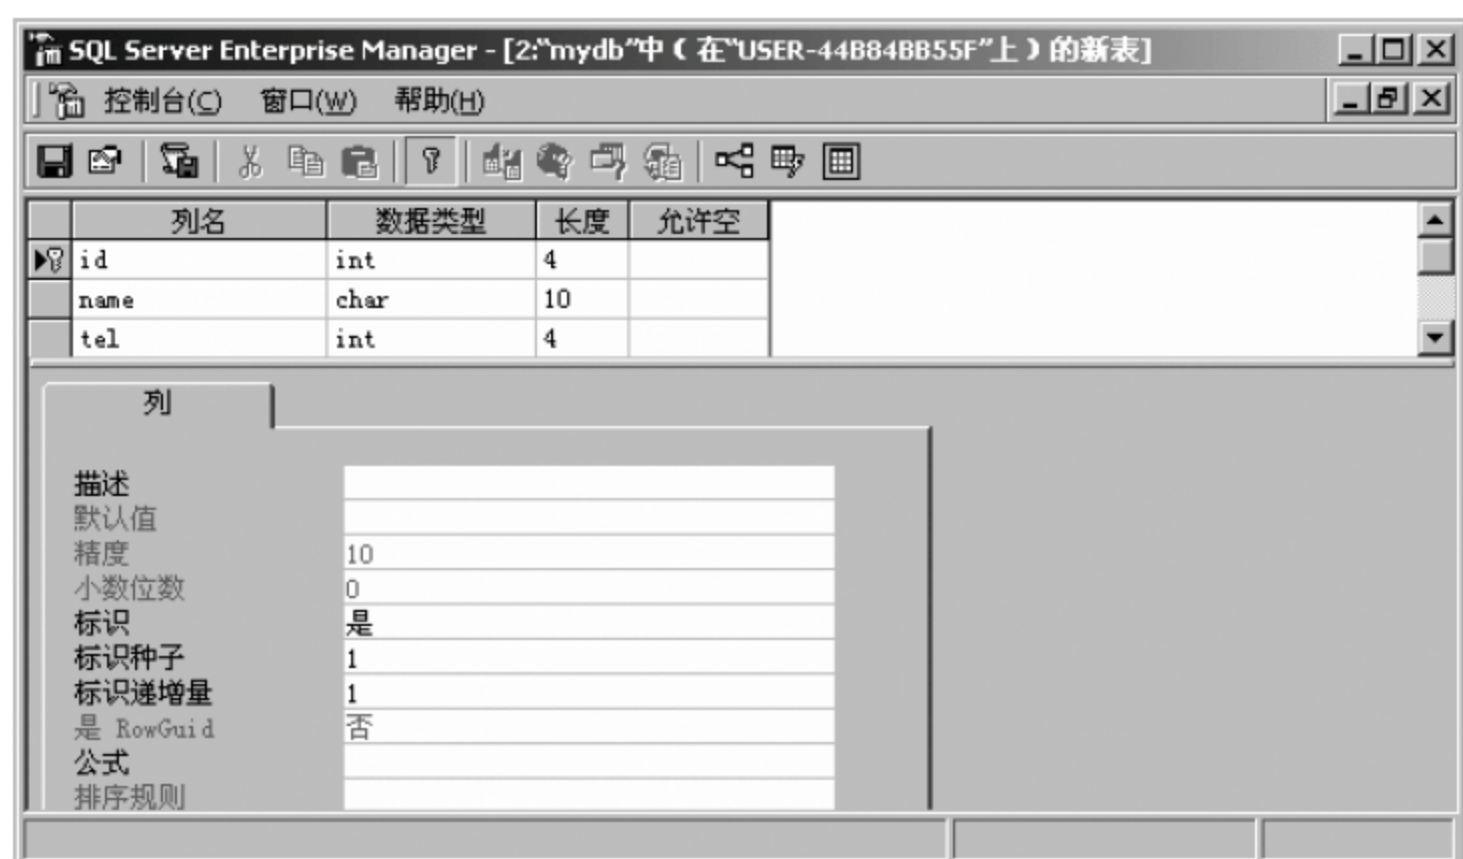 SQL Server Enterprise Manager - [2:“mydb”中（在“USER-44B84BB55F”上）的新表]
控制台(C) 窗口(W) 帮助(H)
列名 数据类型 长度 允许空
id int 4
name char 10
tel int 4
列
描述
默认值
精度 10
小数位数 0
标识 是
标识种子 1
标识递增量 1
是 RowGuid 否
公式
排序规则